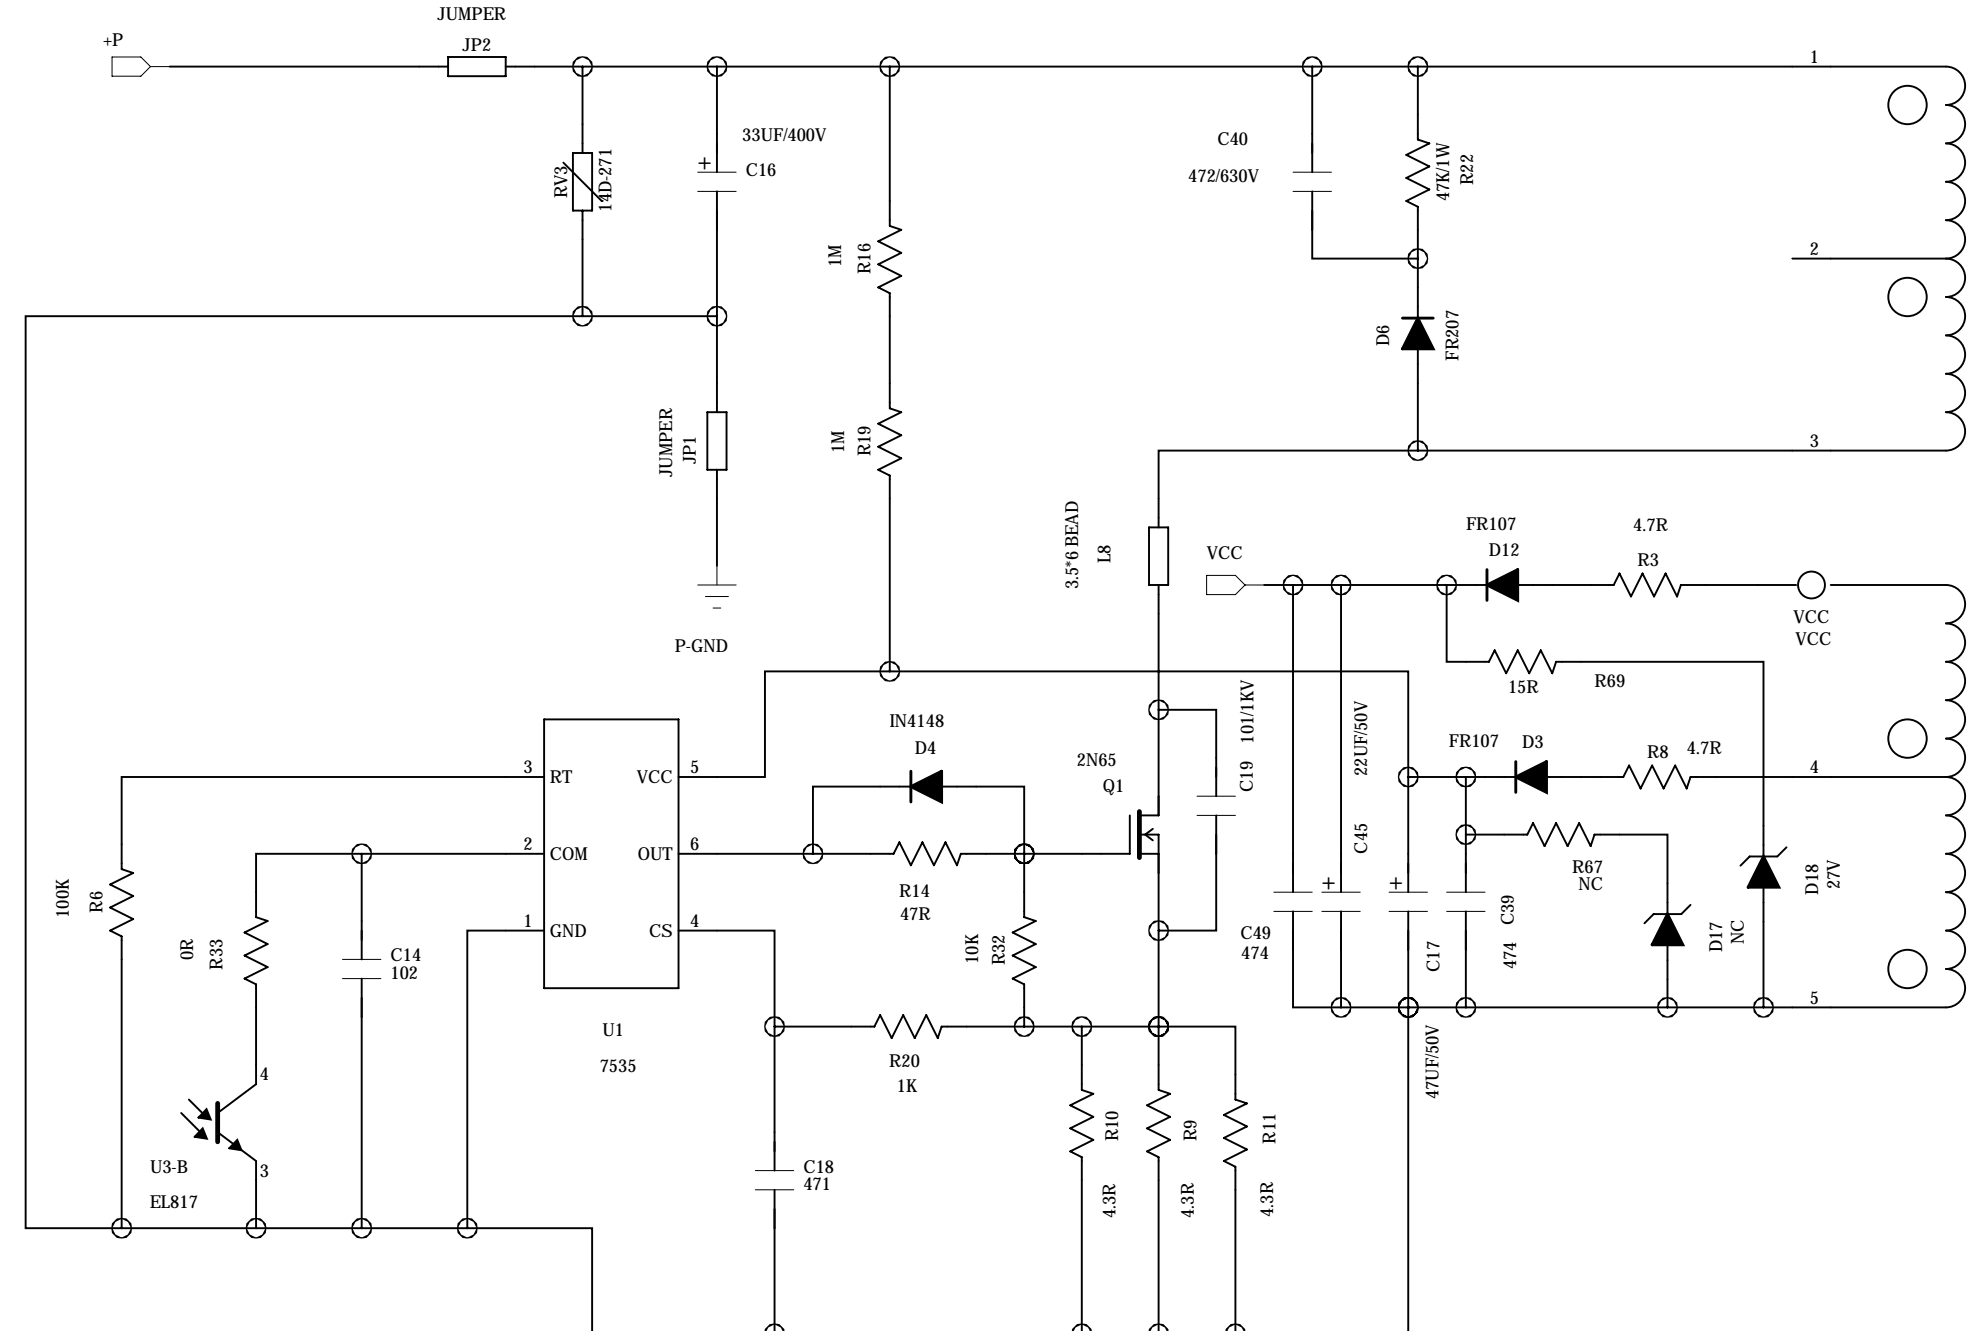 JUMPER
+P
JP2
1
33UF/400V
+
C16
RV3
14D-271
C40
472/630V
47K/1W
R22
1M
R16
2
D6
FR207
JUMPER
JP1
1M
R19
3
3.5*6 BEAD
L8
VCC
FR107
D12
4.7R
R3
VCC
VCC
P-GND
15R
R69
IN4148
D4
2N65
Q1
C19
101/1KV
22UF/50V
C45
FR107
D3
R8
4.7R
4
3
RT
VCC
5
2
COM
OUT
6
1
GND
CS
4
R14
47R
R67
NC
D18
27V
100K
R6
0R
R33
C14
102
10K
R32
C49
474
+
+
C17
C39
474
D17
NC
5
U1
7535
R20
1K
47UF/50V
4
U3-B
EL817
3
C18
471
R10
4.3R
R9
4.3R
R11
4.3R